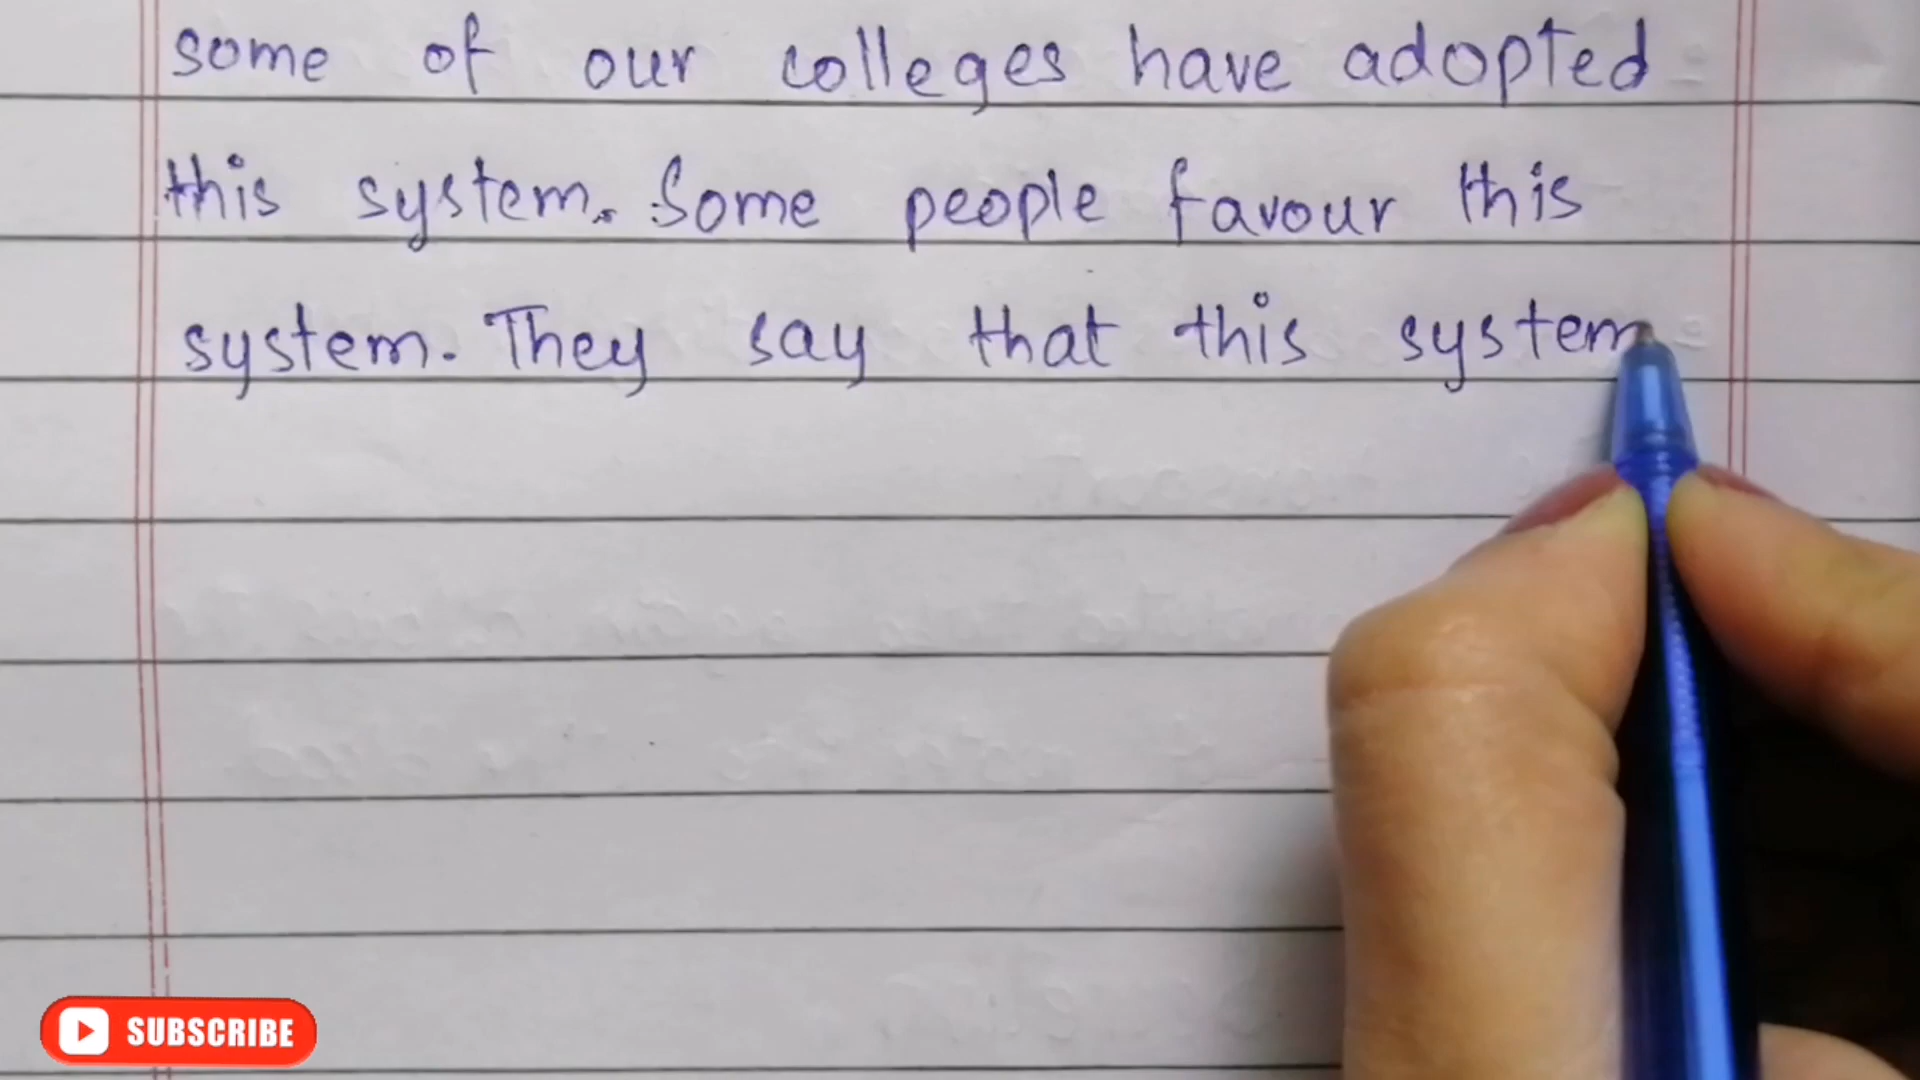 some of our colleges have adopted
this system. Some people favour this
system. They say that this system
SUBSCRIBE